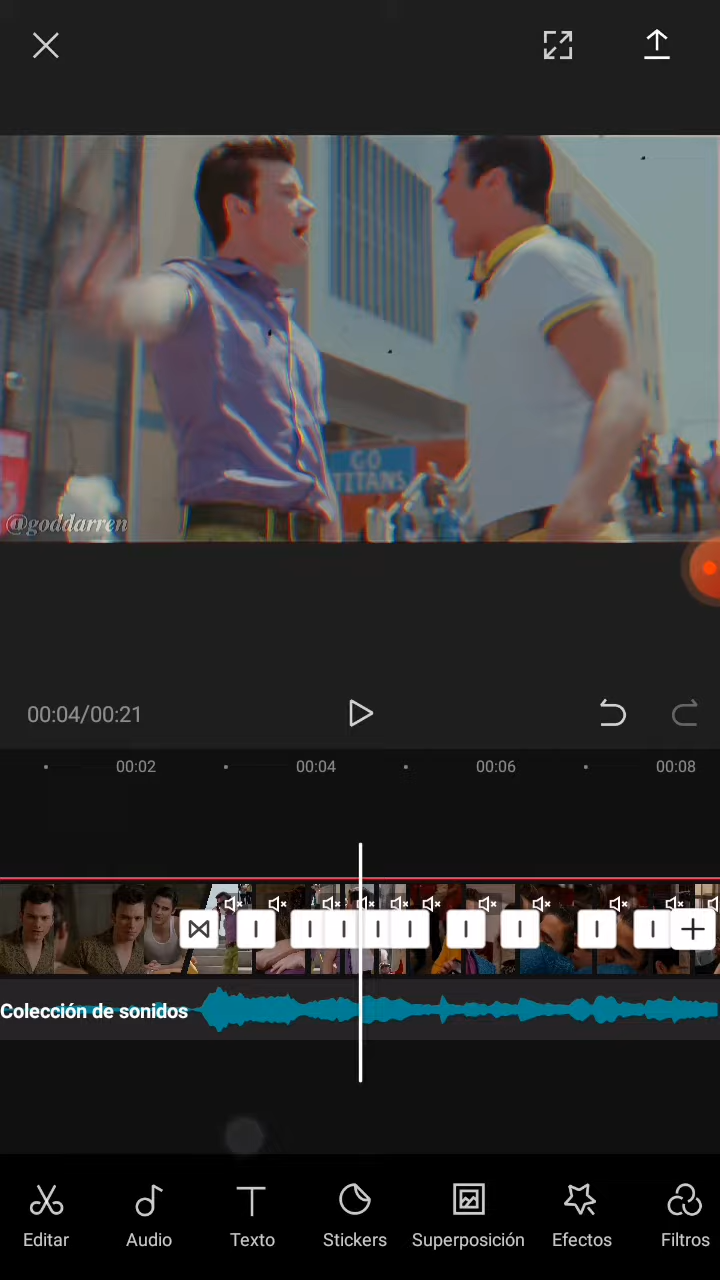 GO
TITANS
@goddarren
00:04/00:21
00:02
00:04
00:06
00:08
Colección de sonidos
Editar
Audio
Texto
Stickers
Superposición
Efectos
Filtros